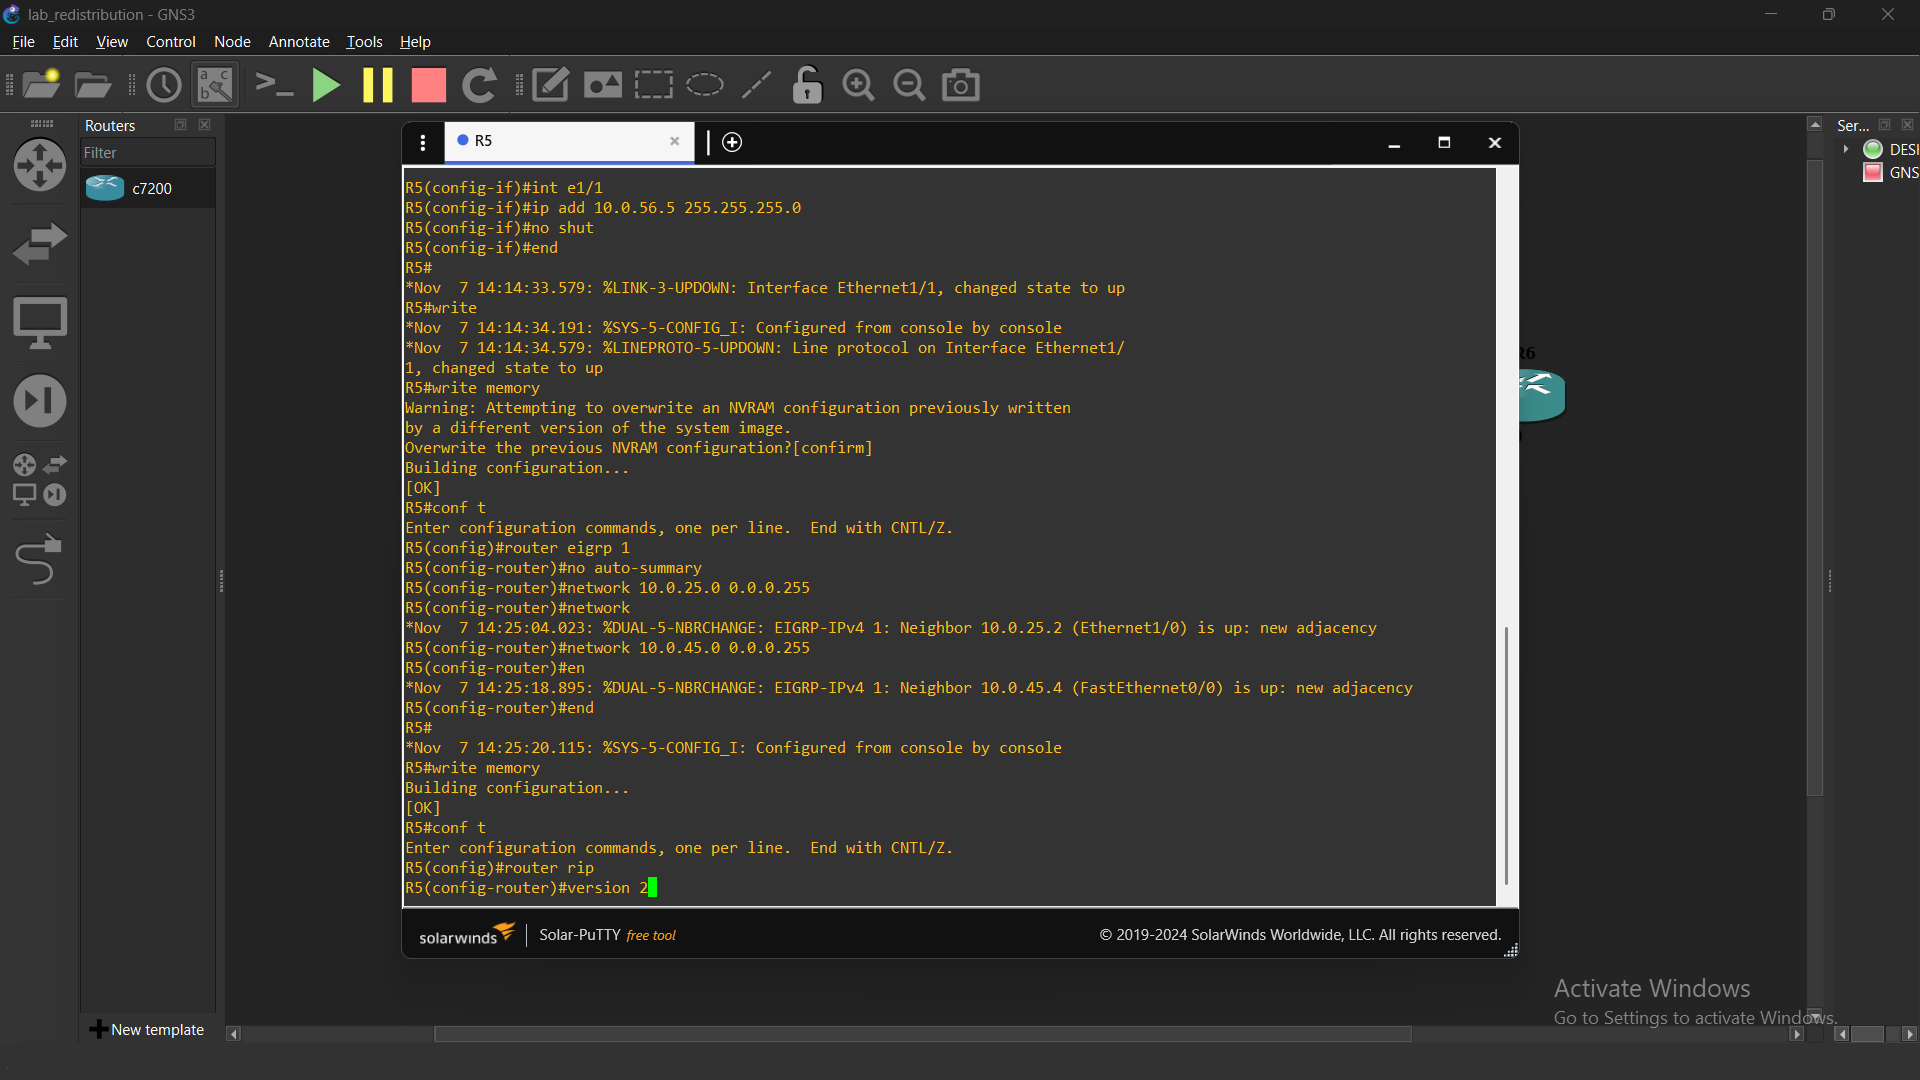 lab_redistribution - GNS3
File Edit View Control Node Annotate Tools Help
Routers
Filter
c7200
New template
R5
R5(config-if)#int e1/1
R5(config-if)#ip add 10.0.56.5 255.255.255.0
R5(config-if)#no shut
R5(config-if)#end
R5#
*Nov  7 14:14:33.579: %LINK-3-UPDOWN: Interface Ethernet1/1, changed state to up
R5#write
*Nov  7 14:14:34.191: %SYS-5-CONFIG_I: Configured from console by console
*Nov  7 14:14:34.579: %LINEPROTO-5-UPDOWN: Line protocol on Interface Ethernet1/
1, changed state to up
R5#write memory
Warning: Attempting to overwrite an NVRAM configuration previously written
by a different version of the system image.
Overwrite the previous NVRAM configuration?[confirm]
Building configuration...
[OK]
R5#conf t
Enter configuration commands, one per line.  End with CNTL/Z.
R5(config)#router eigrp 1
R5(config-router)#no auto-summary
R5(config-router)#network 10.0.25.0 0.0.0.255
R5(config-router)#network
*Nov  7 14:25:04.023: %DUAL-5-NBRCHANGE: EIGRP-IPv4 1: Neighbor 10.0.25.2 (Ethernet1/0) is up: new adjacency
R5(config-router)#network 10.0.45.0 0.0.0.255
R5(config-router)#en
*Nov  7 14:25:18.895: %DUAL-5-NBRCHANGE: EIGRP-IPv4 1: Neighbor 10.0.45.4 (FastEthernet0/0) is up: new adjacency
R5(config-router)#end
R5#
*Nov  7 14:25:20.115: %SYS-5-CONFIG_I: Configured from console by console
R5#write memory
Building configuration...
[OK]
R5#conf t
Enter configuration commands, one per line.  End with CNTL/Z.
R5(config)#router rip
R5(config-router)#version 2
solarwinds
Solar-PuTTY free tool
© 2019-2024 SolarWinds Worldwide, LLC. All rights reserved.
R6
Ser...
DESI
GNS
Activate Windows
Go to Settings to activate Windows.